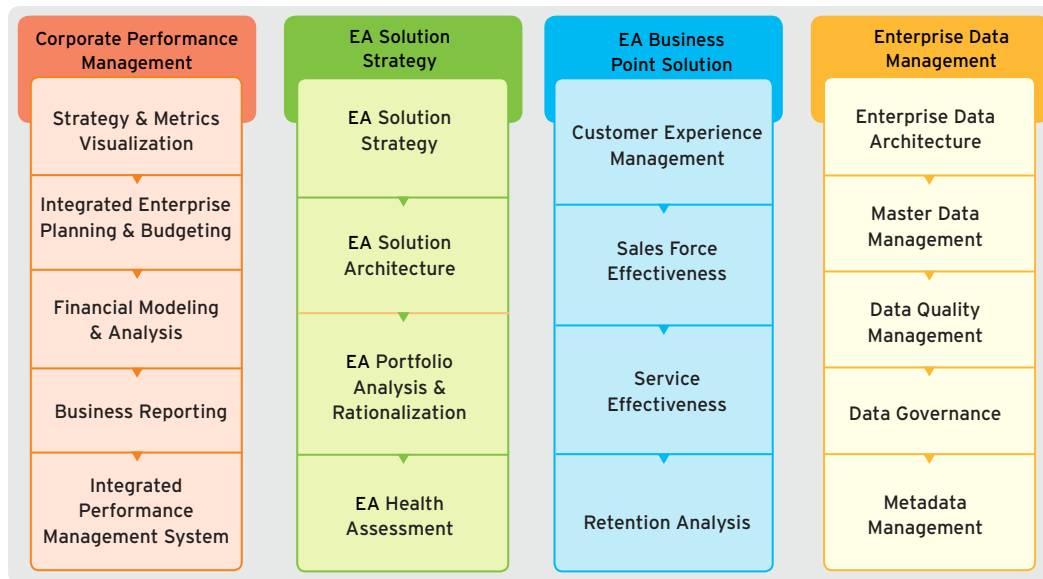 Corporate Performance
Management
Strategy & Metrics
Visualization
Integrated Enterprise
Planning & Budgeting
Financial Modeling
& Analysis
Business Reporting
Integrated
Performance
Management System
EA Solution
Strategy
EA Solution
Strategy
EA Solution
Architecture
EA Portfolio
Analysis &
Rationalization
EA Health
Assessment
EA Business
Point Solution
Customer Experience
Management
Sales Force
Effectiveness
Service
Effectiveness
Retention Analysis
Enterprise Data
Management
Enterprise Data
Architecture
Master Data
Management
Data Quality
Management
Data Governance
Metadata
Management